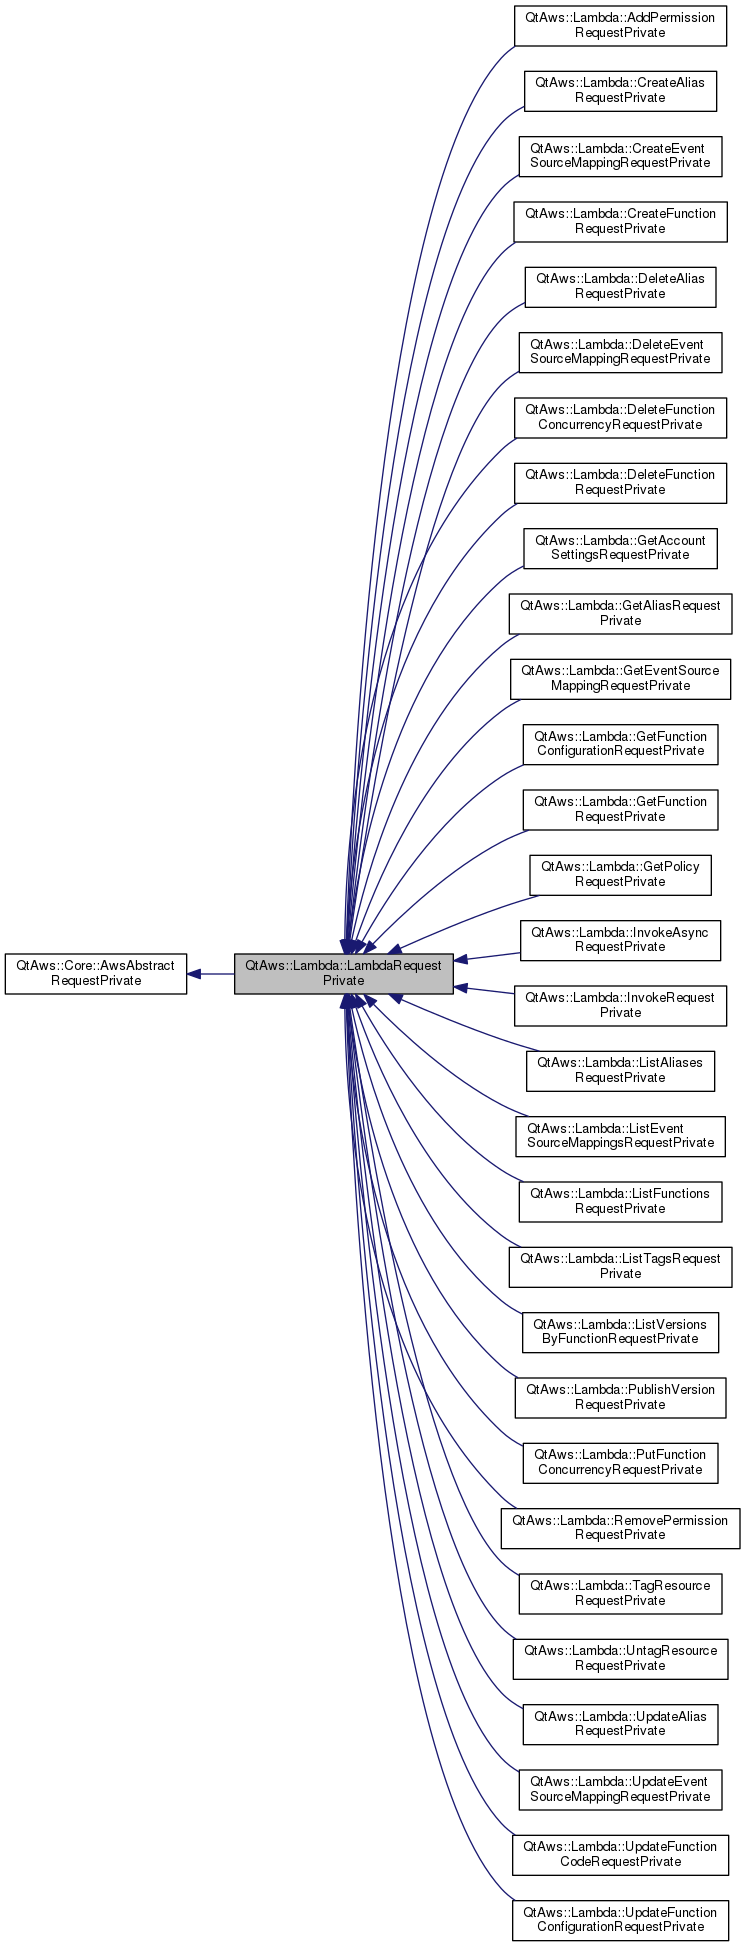 QtAws::Lambda::AddPermission
RequestPrivate
QtAws::Lambda::CreateAlias
RequestPrivate
QtAws::Lambda::CreateEvent
SourceMappingRequestPrivate
QtAws::Lambda::CreateFunction
RequestPrivate
QtAws::Lambda::DeleteAlias
RequestPrivate
QtAws::Lambda::DeleteEvent
SourceMappingRequestPrivate
QtAws::Lambda::DeleteFunction
ConcurrencyRequestPrivate
QtAws::Lambda::DeleteFunction
RequestPrivate
QtAws::Lambda::GetAccount
SettingsRequestPrivate
QtAws::Lambda::GetAliasRequest
Private
QtAws::Lambda::GetEventSource
MappingRequestPrivate
QtAws::Lambda::GetFunction
ConfigurationRequestPrivate
QtAws::Lambda::GetFunction
RequestPrivate
QtAws::Lambda::GetPolicy
RequestPrivate
QtAws::Core::AwsAbstract
RequestPrivate
QtAws::Lambda::LambdaRequest
Private
QtAws::Lambda::InvokeAsync
RequestPrivate
QtAws::Lambda::InvokeRequest
Private
QtAws::Lambda::ListAliases
RequestPrivate
QtAws::Lambda::ListEvent
SourceMappingsRequestPrivate
QtAws::Lambda::ListFunctions
RequestPrivate
QtAws::Lambda::ListTagsRequest
Private
QtAws::Lambda::ListVersions
ByFunctionRequestPrivate
QtAws::Lambda::PublishVersion
RequestPrivate
QtAws::Lambda::PutFunction
ConcurrencyRequestPrivate
QtAws::Lambda::RemovePermission
RequestPrivate
QtAws::Lambda::TagResource
RequestPrivate
QtAws::Lambda::UntagResource
RequestPrivate
QtAws::Lambda::UpdateAlias
RequestPrivate
QtAws::Lambda::UpdateEvent
SourceMappingRequestPrivate
QtAws::Lambda::UpdateFunction
CodeRequestPrivate
QtAws::Lambda::UpdateFunction
ConfigurationRequestPrivate